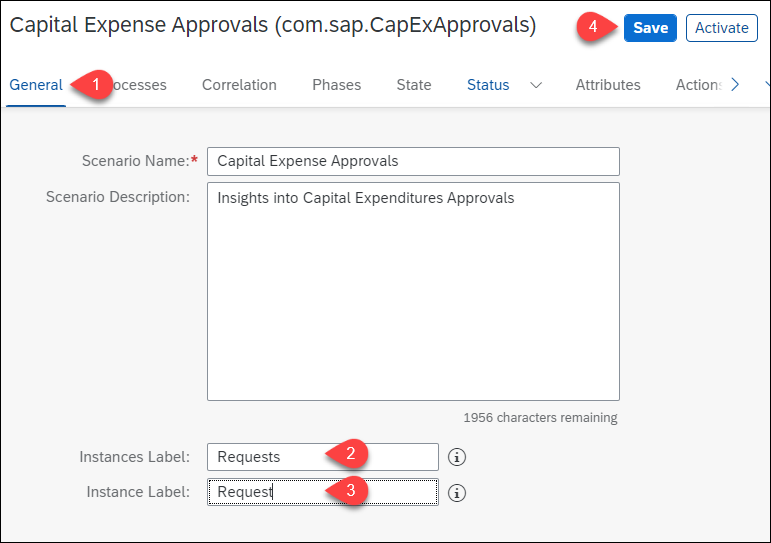 Capital Expense Approvals (com.sap.CapExApprovals)
4
Save
Activate
General
1
ocesses
Correlation
Phases
State
Status
Attributes
Actions
Scenario Name:*
Capital Expense Approvals
Scenario Description:
Insights into Capital Expenditures Approvals
1956 characters remaining
Instances Label:
Requests
2
Instance Label:
Request
3